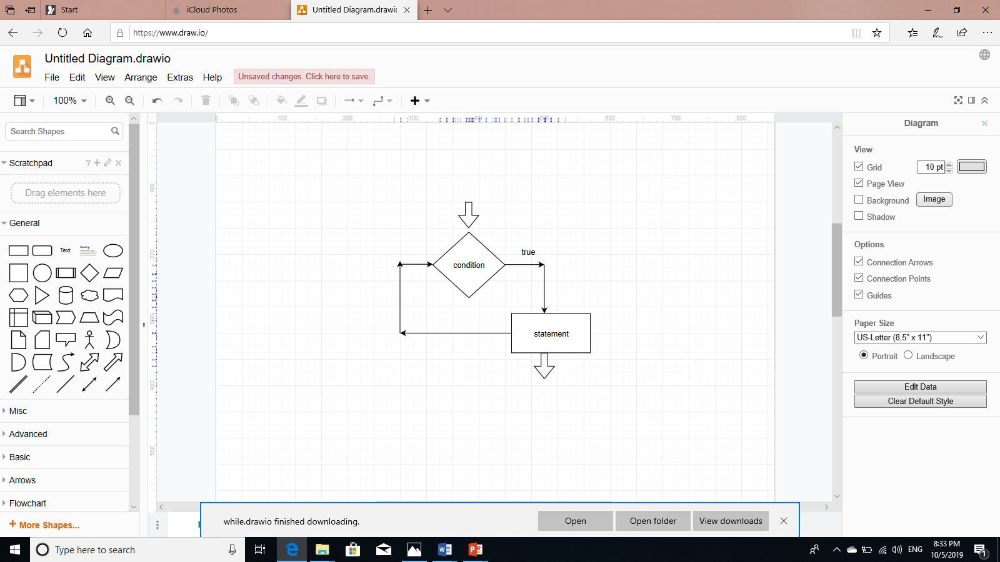 Start
iCloud Photos
Untitled Diagram.drawio
https://www.draw.io/
Untitled Diagram.drawio
File Edit View Arrange Extras Help
Unsaved changes. Click here to save.
100%
Search Shapes
Scratchpad
?
Drag elements here
General
Text
Heading
Misc
Advanced
Basic
Arrows
Flowchart
+ More Shapes...
0 100 200 300 400 500 600 700 800
100
200
300
400
500
condition
true
statement
Diagram
View
Grid
10 pt
Page View
Background
Image
Shadow
Options
Connection Arrows
Connection Points
Guides
Paper Size
US-Letter (8,5" x 11")
Portrait
Landscape
Edit Data
Clear Default Style
while.drawio finished downloading.
Open
Open folder
View downloads
Type here to search
ENG
8:33 PM
10/5/2019
1